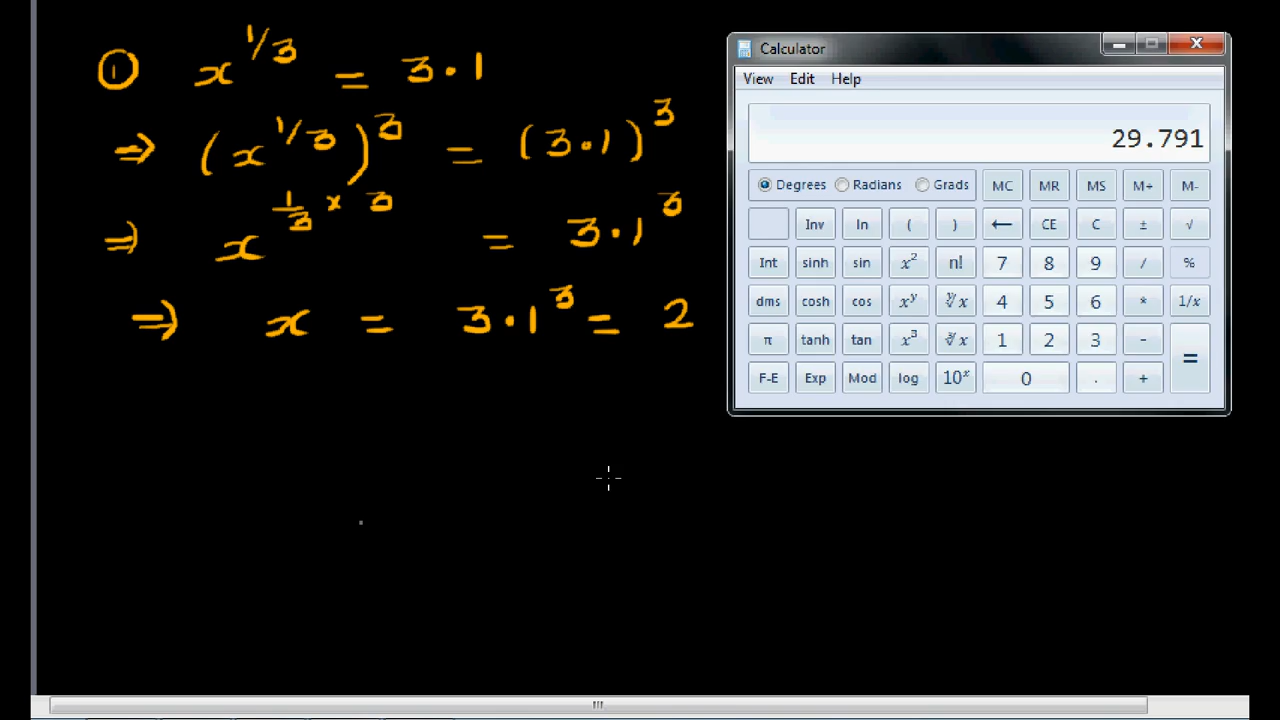 ① x^{1/3} = 3·1
⇒ (x^{1/3})^3 = (3·1)^3
⇒ x^{1/3 × 3} = 3·1^3
⇒ x = 3·1^3 = 2
Calculator
View Edit Help
29.791
Degrees Radians Grads MC MR MS M+ M-
Inv ln ( ) ← CE C ± √
Int sinh sin x² n! 7 8 9 / %
dms cosh cos xʸ ʸ√x 4 5 6 * 1/x
π tanh tan x³ ³√x 1 2 3 - =
F-E Exp Mod log 10ˣ 0 . +